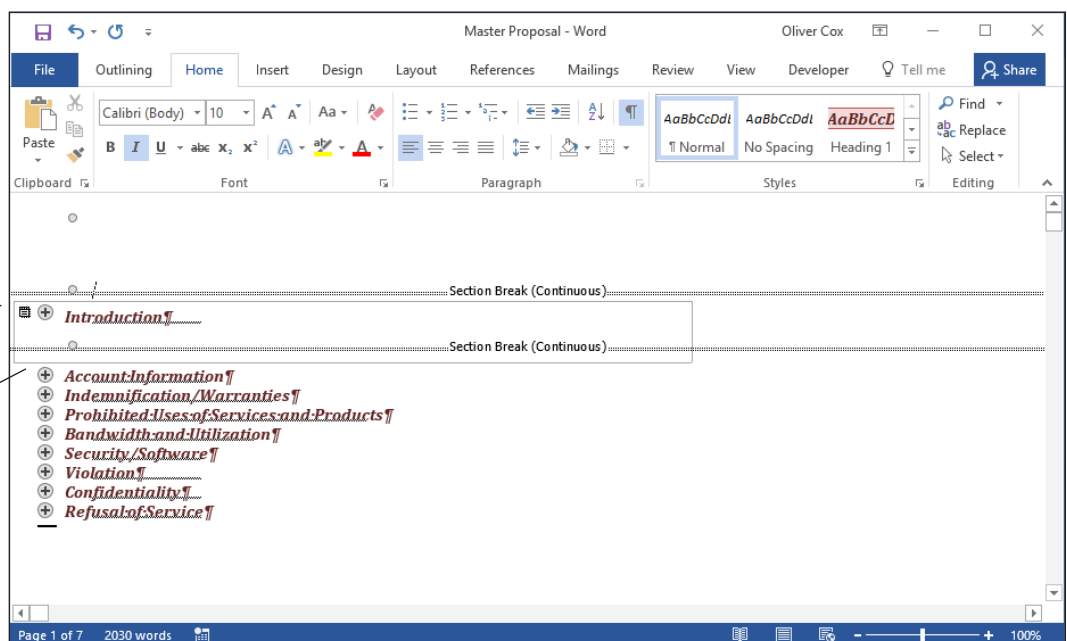 Master Proposal - Word Oliver Cox
File Outlining Home Insert Design Layout References Mailings Review View Developer Tell me Share
Paste
Calibri (Body) 10 A A Aa
AaBbCcDdI AaBbCcDdI AaBbCcD
Find
Replace
B I U abc X₂ X² A aby A
¶ Normal No Spacing Heading 1
Select
Clipboard Font Paragraph Styles Editing
Section Break (Continuous)
Introduction¶
Section Break (Continuous)
Account·Information¶
Indemnification/Warranties¶
Prohibited·Uses·of·Services·and·Products¶
Bandwidth·and·Utilization¶
Security/Software¶
Violation¶
Confidentiality¶
Refusal·of·Service¶
Page 1 of 7 2030 words 100%